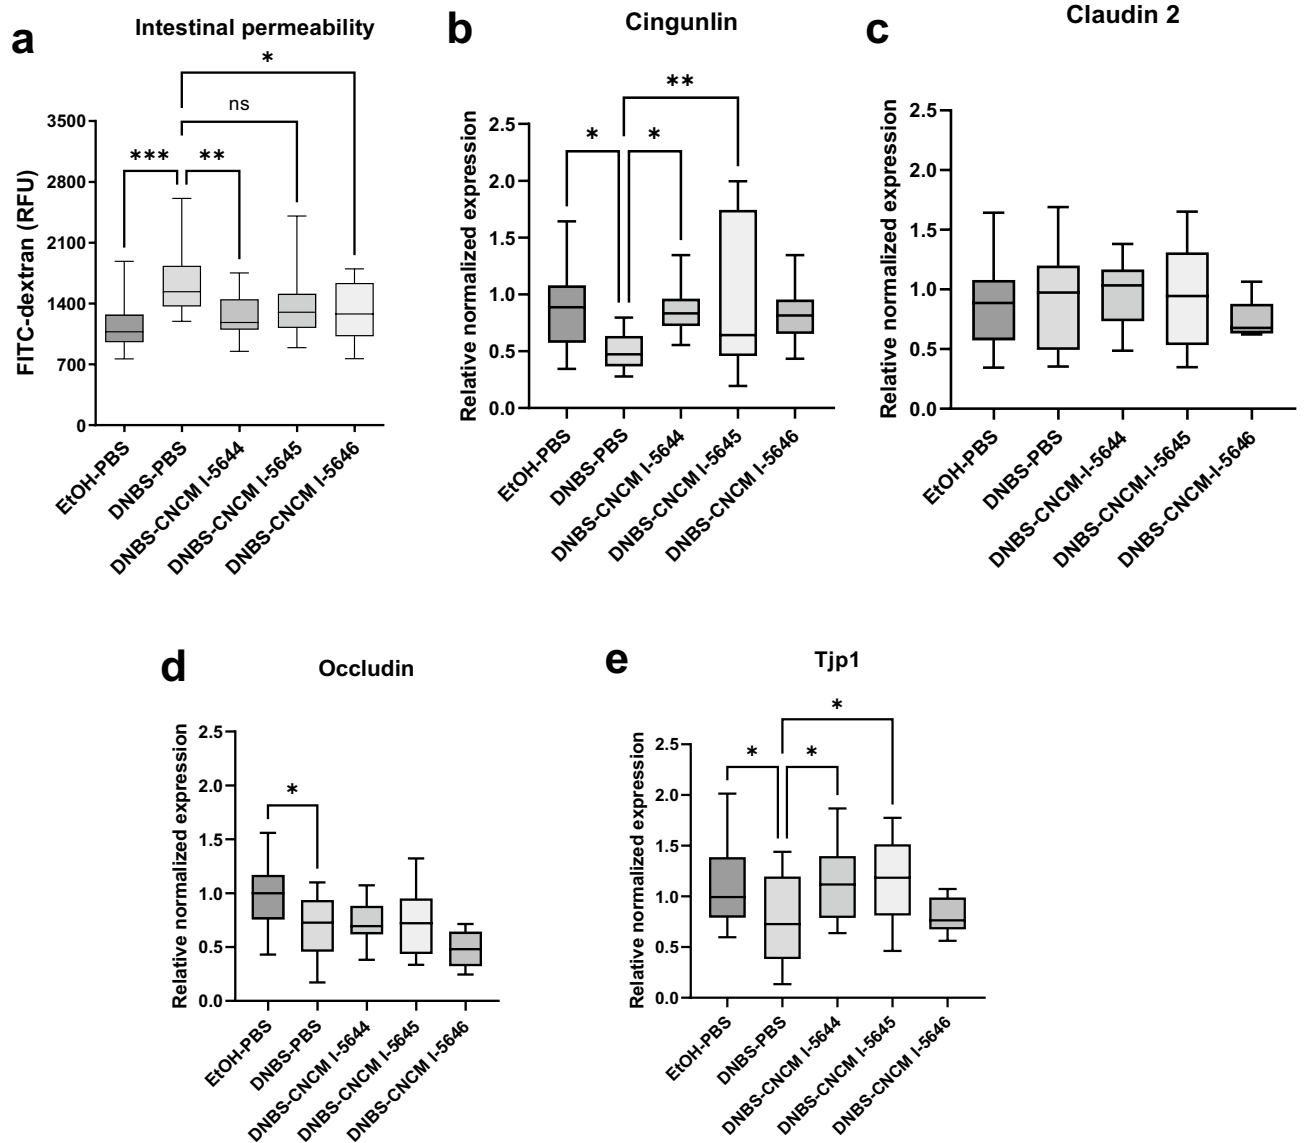 a
Intestinal permeability
*
ns
***
**
FITC-dextran (RFU)
3500
2800
2100
1400
700
0
EtOH-PBS
DNBS-PBS
DNBS-CNCM I-5644
DNBS-CNCM I-5645
DNBS-CNCM I-5646
b
Cingunlin
**
*
*
Relative normalized expression
2.5
2.0
1.5
1.0
0.5
0.0
EtOH-PBS
DNBS-PBS
DNBS-CNCM I-5644
DNBS-CNCM I-5645
DNBS-CNCM I-5646
c
Claudin 2
Relative normalized expression
2.5
2.0
1.5
1.0
0.5
0.0
EtOH-PBS
DNBS-PBS
DNBS-CNCM-I-5644
DNBS-CNCM-I-5645
DNBS-CNCM-I-5646
d
Occludin
*
Relative normalized expression
2.5
2.0
1.5
1.0
0.5
0.0
EtOH-PBS
DNBS-PBS
DNBS-CNCM I-5644
DNBS-CNCM I-5645
DNBS-CNCM I-5646
e
Tjp1
*
*
*
Relative normalized expression
2.5
2.0
1.5
1.0
0.5
0.0
EtOH-PBS
DNBS-PBS
DNBS-CNCM I-5644
DNBS-CNCM I-5645
DNBS-CNCM I-5646